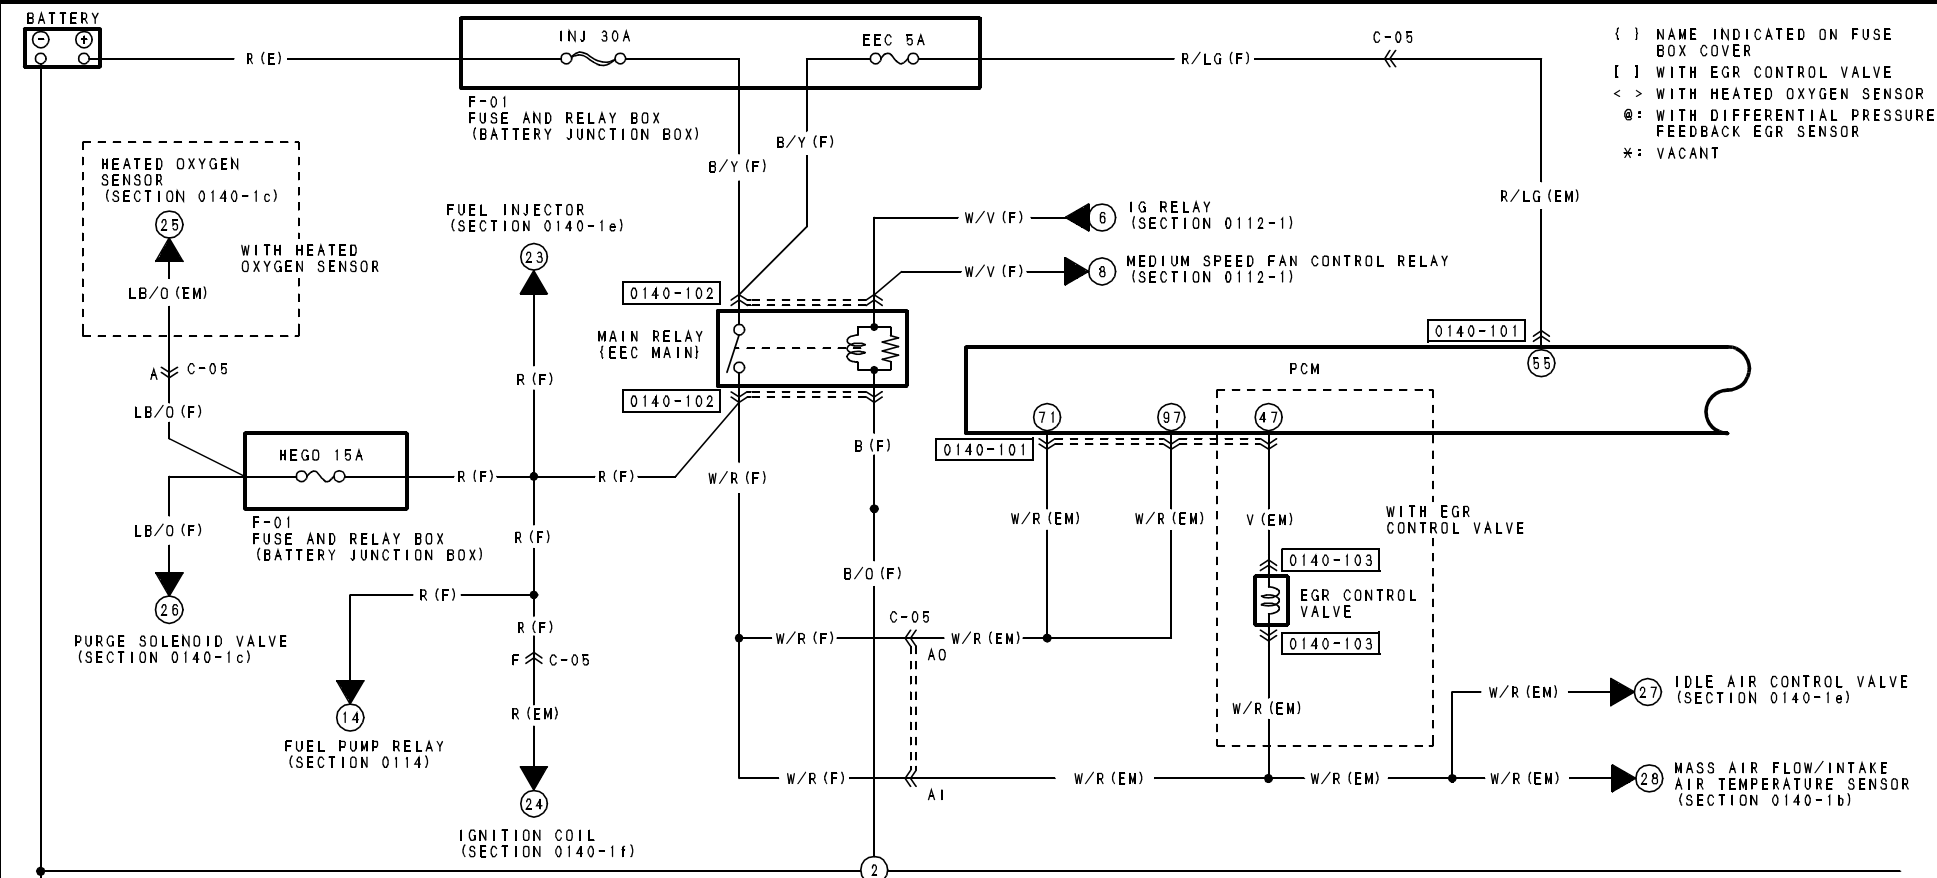 BATTERY
- +
R(E)
INJ 30A
EEC 5A
F-01
FUSE AND RELAY BOX
(BATTERY JUNCTION BOX)
R/LG(F)
C-05
{ } NAME INDICATED ON FUSE
BOX COVER
[ ] WITH EGR CONTROL VALVE
< > WITH HEATED OXYGEN SENSOR
@: WITH DIFFERENTIAL PRESSURE
FEEDBACK EGR SENSOR
*: VACANT
B/Y(F)
B/Y(F)
R/LG(EM)
HEATED OXYGEN
SENSOR
(SECTION 0140-1c)
25
WITH HEATED
OXYGEN SENSOR
LB/O(EM)
A
C-05
LB/O(F)
FUEL INJECTOR
(SECTION 0140-1e)
23
R(F)
W/V(F)
6
IG RELAY
(SECTION 0112-1)
W/V(F)
8
MEDIUM SPEED FAN CONTROL RELAY
(SECTION 0112-1)
0140-102
MAIN RELAY
{EEC MAIN}
0140-102
0140-101
55
PCM
71
97
47
0140-101
HEGO 15A
R(F)
R(F)
W/R(F)
B(F)
F-01
FUSE AND RELAY BOX
(BATTERY JUNCTION BOX)
LB/O(F)
26
PURGE SOLENOID VALVE
(SECTION 0140-1c)
R(F)
R(F)
14
FUEL PUMP RELAY
(SECTION 0114)
R(F)
F
C-05
R(EM)
24
IGNITION COIL
(SECTION 0140-1f)
B/O(F)
W/R(EM)
W/R(EM)
V(EM)
WITH EGR
CONTROL VALVE
0140-103
EGR CONTROL
VALVE
0140-103
W/R(F)
C-05
AO
W/R(EM)
W/R(EM)
W/R(F)
AI
W/R(EM)
W/R(EM)
W/R(EM)
27
IDLE AIR CONTROL VALVE
(SECTION 0140-1e)
W/R(EM)
28
MASS AIR FLOW/INTAKE
AIR TEMPERATURE SENSOR
(SECTION 0140-1b)
2